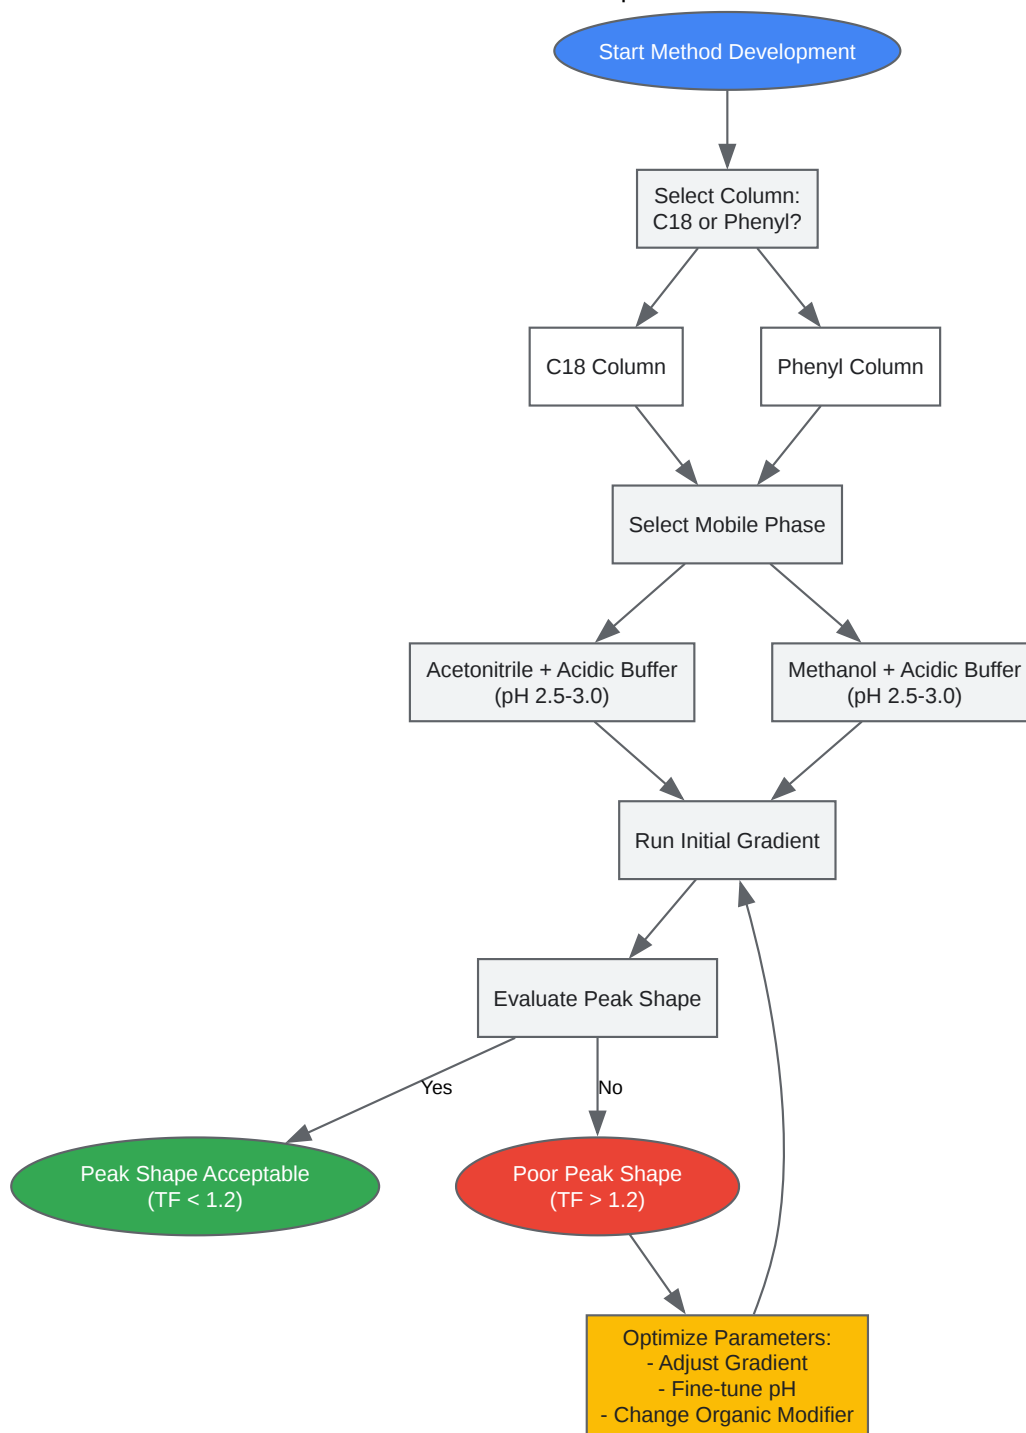 Start Method Development
Select Column:
C18 or Phenyl?
C18 Column
Phenyl Column
Select Mobile Phase
Acetonitrile + Acidic Buffer
(pH 2.5-3.0)
Methanol + Acidic Buffer
(pH 2.5-3.0)
Run Initial Gradient
Evaluate Peak Shape
Yes
No
Peak Shape Acceptable
(TF < 1.2)
Poor Peak Shape
(TF > 1.2)
Optimize Parameters:
- Adjust Gradient
- Fine-tune pH
- Change Organic Modifier